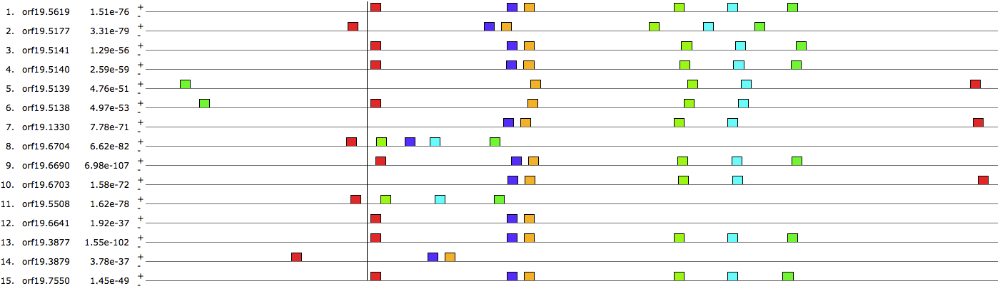 1. orf19.5619 1.51e-76 +
-
2. orf19.5177 3.31e-79 +
-
3. orf19.5141 1.29e-56 +
-
4. orf19.5140 2.59e-59 +
-
5. orf19.5139 4.76e-51 +
-
6. orf19.5138 4.97e-53 +
-
7. orf19.1330 7.78e-71 +
-
8. orf19.6704 6.62e-82 +
-
9. orf19.6690 6.98e-107 +
-
10. orf19.6703 1.58e-72 +
-
11. orf19.5508 1.62e-78 +
-
12. orf19.6641 1.92e-37 +
-
13. orf19.3877 1.55e-102 +
-
14. orf19.3879 3.78e-37 +
-
15. orf19.7550 1.45e-49 +
-